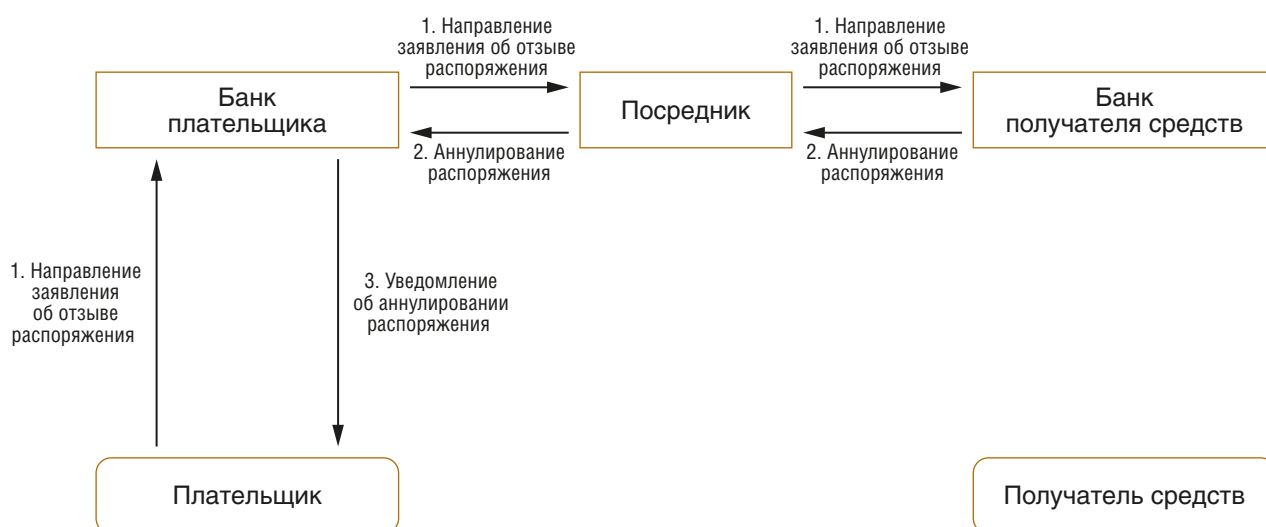 1. Направление
заявления об отзыве
распоряжения
1. Направление
заявления об отзыве
распоряжения
Банк
плательщика
Посредник
Банк
получателя средств
2. Аннулирование
распоряжения
2. Аннулирование
распоряжения
1. Направление
заявления
об отзыве
распоряжения
3. Уведомление
об аннулировании
распоряжения
Плательщик
Получатель средств